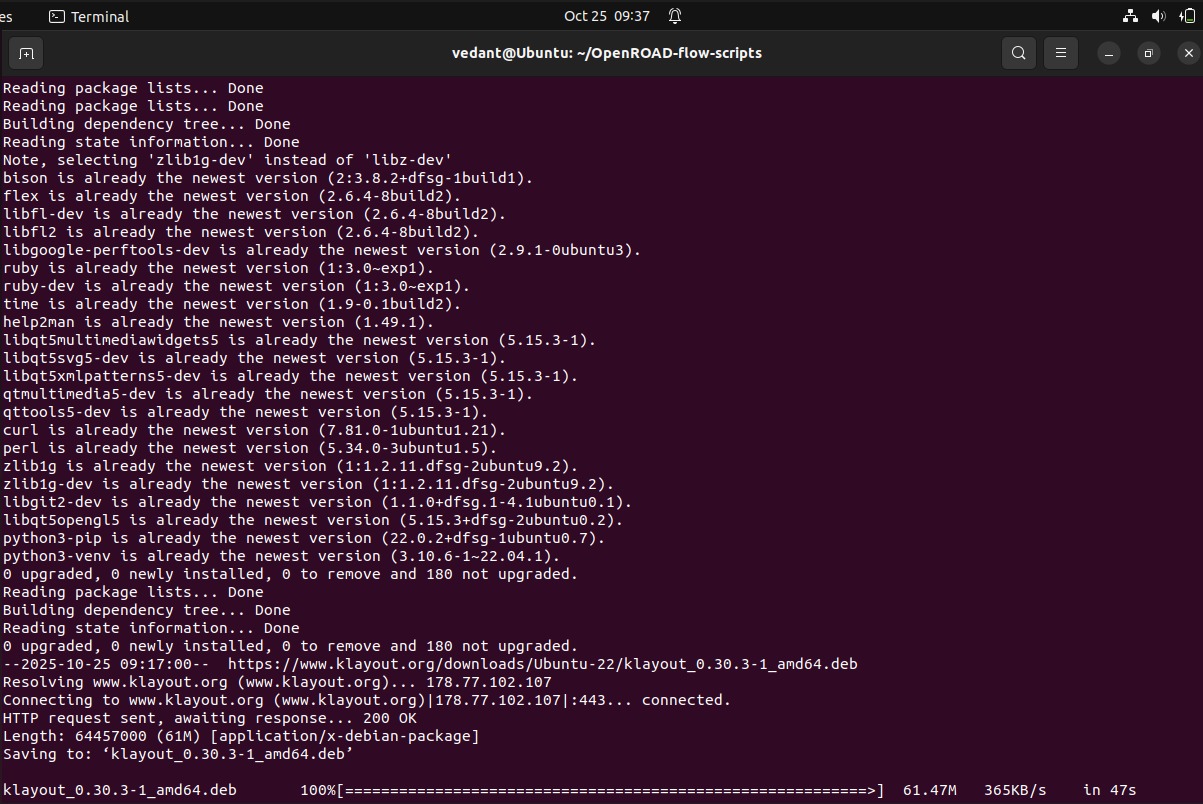 es
Terminal
Oct 25 09:37
vedant@Ubuntu: ~/OpenROAD-flow-scripts
Reading package lists... Done
Reading package lists... Done
Building dependency tree... Done
Reading state information... Done
Note, selecting 'zlib1g-dev' instead of 'libz-dev'
bison is already the newest version (2:3.8.2+dfsg-1build1).
flex is already the newest version (2.6.4-8build2).
libfl-dev is already the newest version (2.6.4-8build2).
libfl2 is already the newest version (2.6.4-8build2).
libgoogle-perftools-dev is already the newest version (2.9.1-0ubuntu3).
ruby is already the newest version (1:3.0~exp1).
ruby-dev is already the newest version (1:3.0~exp1).
time is already the newest version (1.9-0.1build2).
help2man is already the newest version (1.49.1).
libqt5multimediawidgets5 is already the newest version (5.15.3-1).
libqt5svg5-dev is already the newest version (5.15.3-1).
libqt5xmlpatterns5-dev is already the newest version (5.15.3-1).
qtmultimedia5-dev is already the newest version (5.15.3-1).
qttools5-dev is already the newest version (5.15.3-1).
curl is already the newest version (7.81.0-1ubuntu1.21).
perl is already the newest version (5.34.0-3ubuntu1.5).
zlib1g is already the newest version (1:1.2.11.dfsg-2ubuntu9.2).
zlib1g-dev is already the newest version (1:1.2.11.dfsg-2ubuntu9.2).
libgit2-dev is already the newest version (1.1.0+dfsg.1-4.1ubuntu0.1).
libqt5opengl5 is already the newest version (5.15.3+dfsg-2ubuntu0.2).
python3-pip is already the newest version (22.0.2+dfsg-1ubuntu0.7).
python3-venv is already the newest version (3.10.6-1~22.04.1).
0 upgraded, 0 newly installed, 0 to remove and 180 not upgraded.
Reading package lists... Done
Building dependency tree... Done
Reading state information... Done
0 upgraded, 0 newly installed, 0 to remove and 180 not upgraded.
--2025-10-25 09:17:00--  https://www.klayout.org/downloads/Ubuntu-22/klayout_0.30.3-1_amd64.deb
Resolving www.klayout.org (www.klayout.org)... 178.77.102.107
Connecting to www.klayout.org (www.klayout.org)|178.77.102.107|:443... connected.
HTTP request sent, awaiting response... 200 OK
Length: 64457000 (61M) [application/x-debian-package]
Saving to: ‘klayout_0.30.3-1_amd64.deb’
klayout_0.30.3-1_amd64.deb       100%[==========================================================>]  61.47M   365KB/s    in 47s